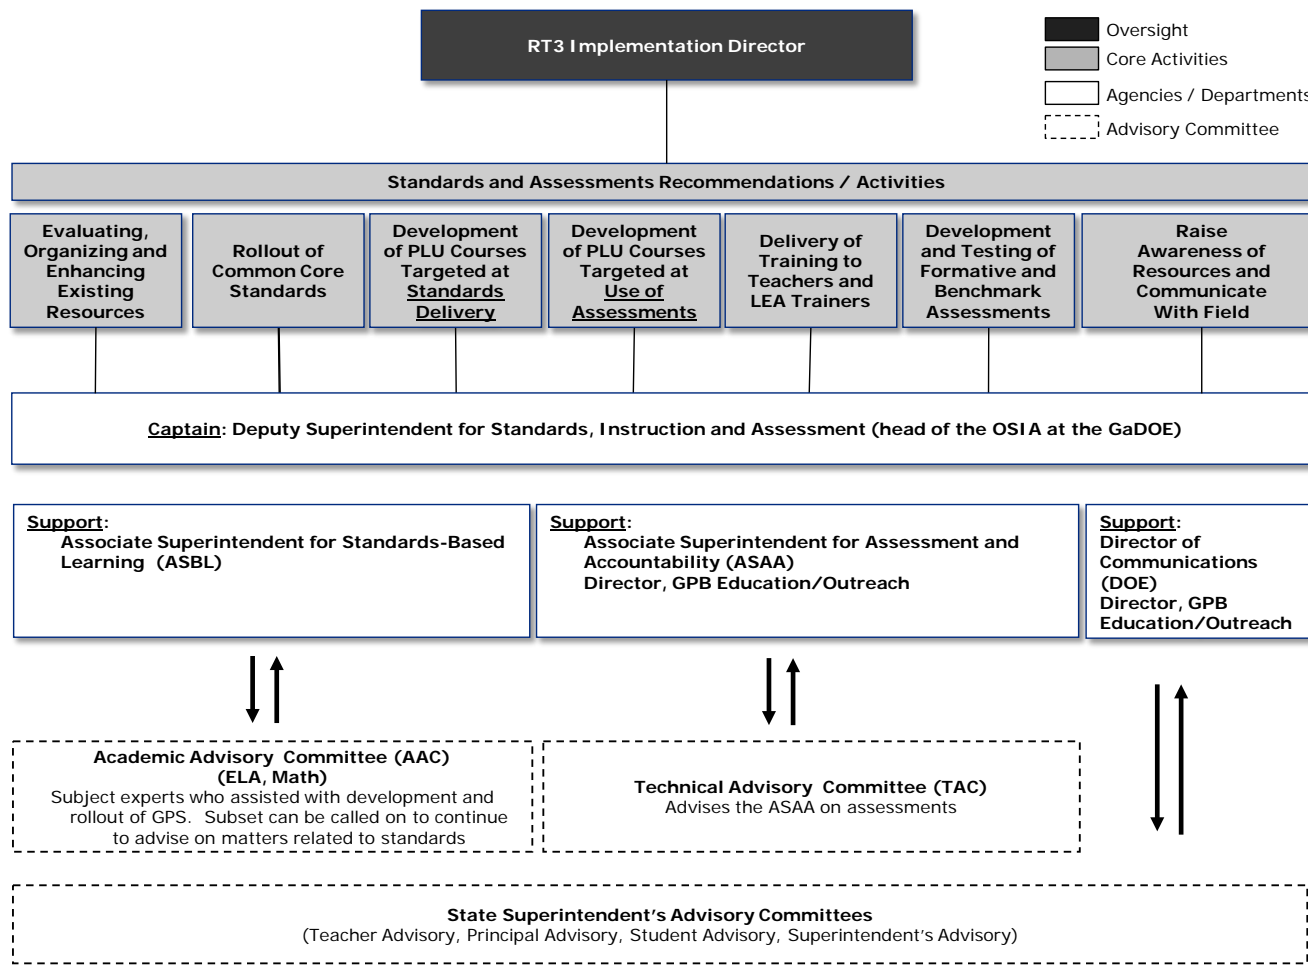 RT3 Implementation Director
Oversight
Core Activities
Agencies / Departments
Advisory Committee
Standards and Assessments Recommendations / Activities
Evaluating,
Organizing and
Enhancing
Existing
Resources
Rollout of
Common Core
Standards
Development
of PLU Courses
Targeted at
Standards
Delivery
Development
of PLU Courses
Targeted at
Use of
Assessments
Delivery of
Training to
Teachers and
LEA Trainers
Development
and Testing of
Formative and
Benchmark
Assessments
Raise
Awareness of
Resources and
Communicate
With Field
Captain: Deputy Superintendent for Standards, Instruction and Assessment (head of the OSIA at the GaDOE)
Support:
Associate Superintendent for Standards-Based
Learning (ASBL)
Support:
Associate Superintendent for Assessment and
Accountability (ASAA)
Director, GPB Education/Outreach
Support:
Director of
Communications
(DOE)
Director, GPB
Education/Outreach
Academic Advisory Committee (AAC)
(ELA, Math)
Subject experts who assisted with development and
rollout of GPS. Subset can be called on to continue
to advise on matters related to standards
Technical Advisory Committee (TAC)
Advises the ASAA on assessments
State Superintendent's Advisory Committees
(Teacher Advisory, Principal Advisory, Student Advisory, Superintendent's Advisory)